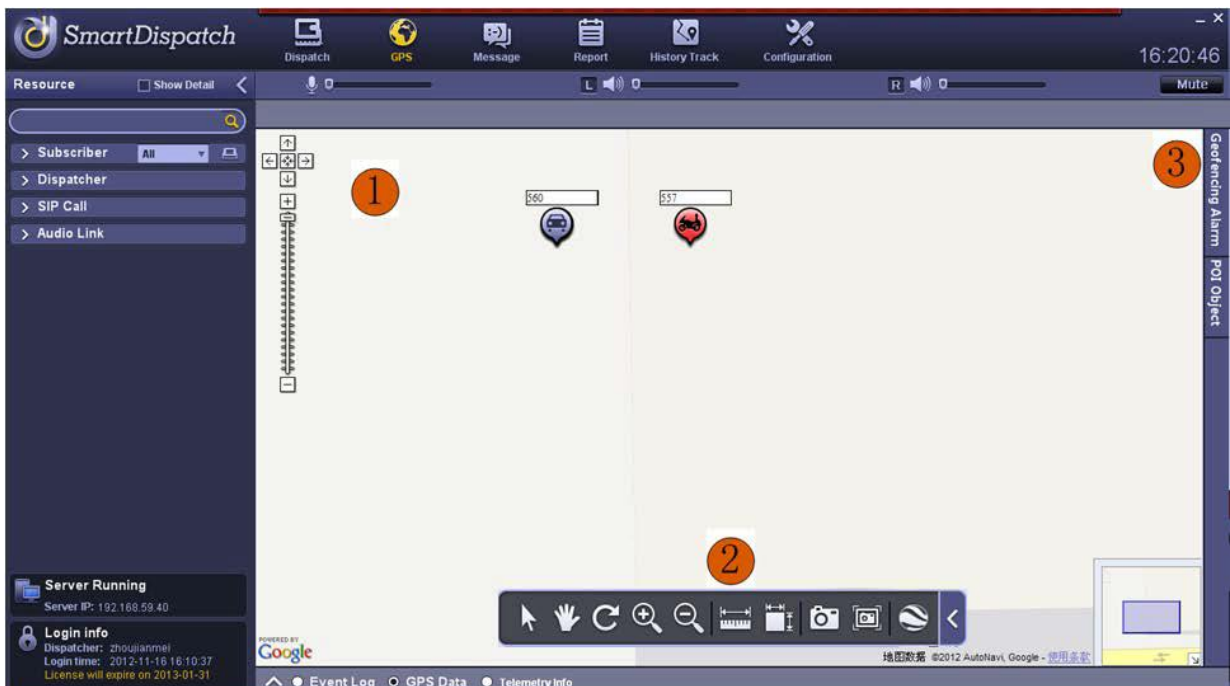 SmartDispatch
Dispatch
GPS
Message
Report
History Track
Configuration
16:20:46
Resource
Show Detail
L
R
Mute
Subscriber
All
Dispatcher
SIP Call
Audio Link
1
560
557
3
Geofencing Alarm
POI Object
2
Server Running
Server IP: 192.168.59.40
Login info
Dispatcher: zhoujianmei
Login time: 2012-11-16 16:10:37
License will expire on 2013-01-31
POWERED BY
Google
地图数据 ©2012 AutoNavi, Google - 使用条款
Event Log
GPS Data
Telemetry Info